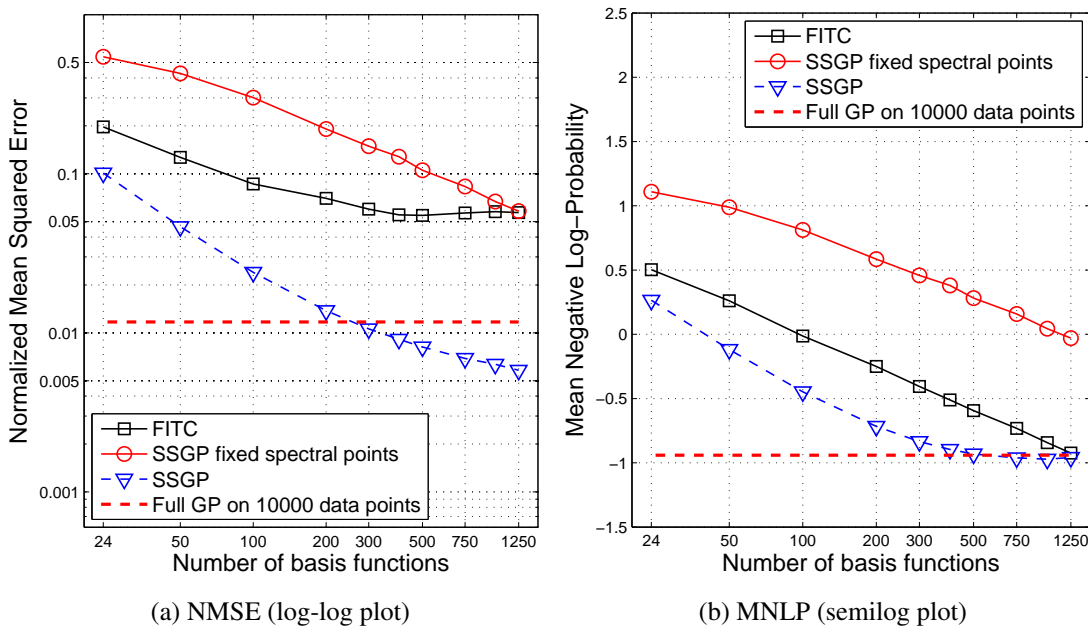 0.5
0.1
0.05
0.01
0.005
0.001
Normalized Mean Squared Error
FITC
SSGP fixed spectral points
SSGP
Full GP on 10000 data points
24 50 100 200 300 500 750 1250
Number of basis functions
(a) NMSE (log-log plot)
2.5
2
1.5
1
0.5
0
−0.5
−1
−1.5
Mean Negative Log−Probability
FITC
SSGP fixed spectral points
SSGP
Full GP on 10000 data points
24 50 100 200 300 500 750 1250
Number of basis functions
(b) MNLP (semilog plot)